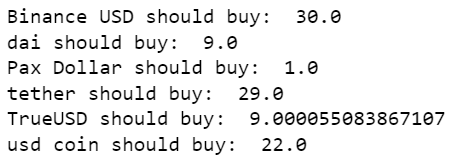 Binance USD should buy:  30.0
dai should buy:  9.0
Pax Dollar should buy:  1.0
tether should buy:  29.0
TrueUSD should buy:  9.000055083867107
usd coin should buy:  22.0